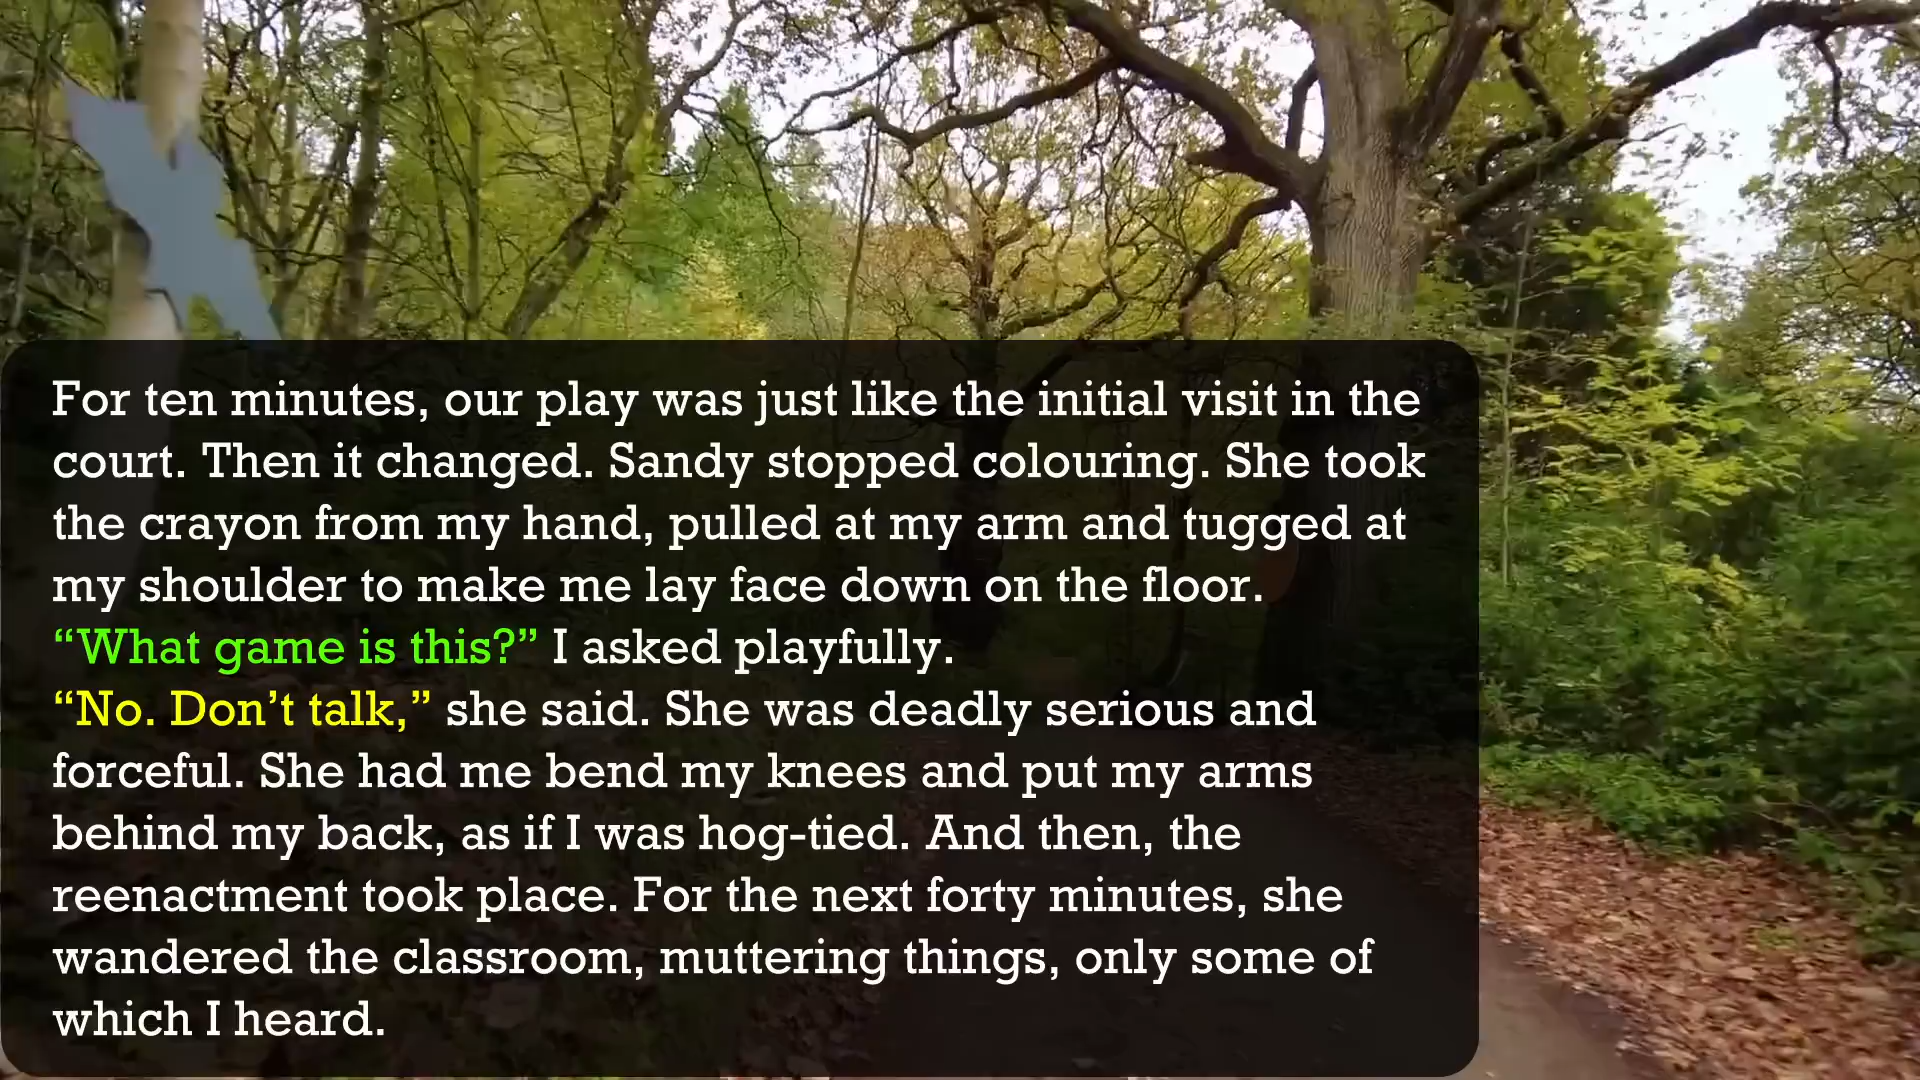 For ten minutes, our play was just like the initial visit in the
court. Then it changed. Sandy stopped colouring. She took
the crayon from my hand, pulled at my arm and tugged at
my shoulder to make me lay face down on the floor.
“What game is this?” I asked playfully.
“No. Don’t talk,” she said. She was deadly serious and
forceful. She had me bend my knees and put my arms
behind my back, as if I was hog-tied. And then, the
reenactment took place. For the next forty minutes, she
wandered the classroom, muttering things, only some of
which I heard.